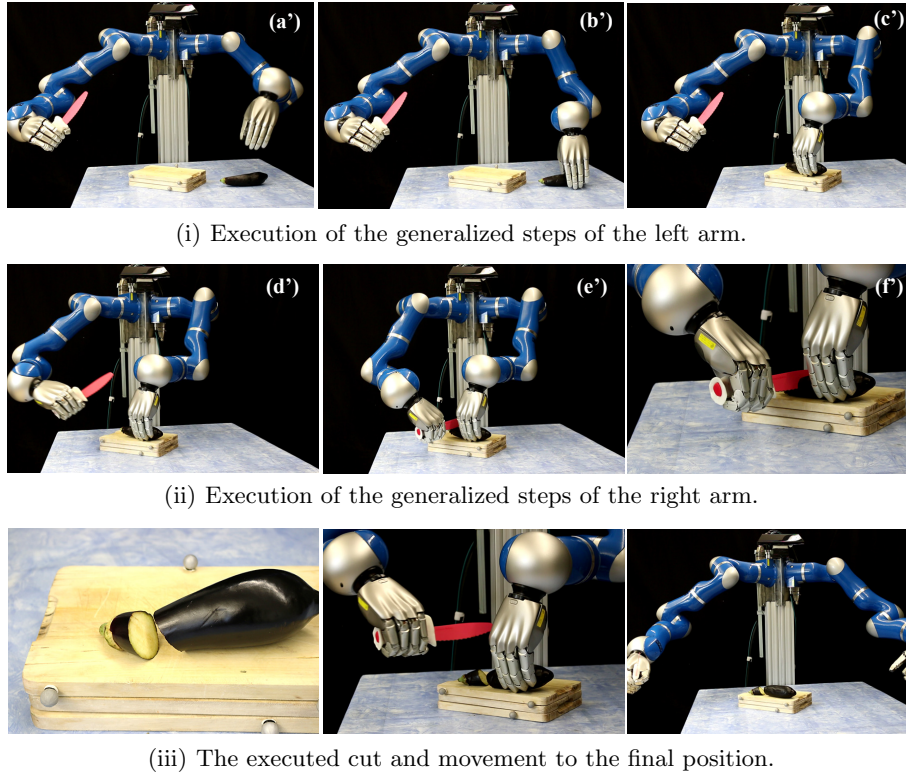 (a’) (b’) (c’)
(i) Execution of the generalized steps of the left arm.
(d’) (e’) (f’)
(ii) Execution of the generalized steps of the right arm.
(iii) The executed cut and movement to the final position.